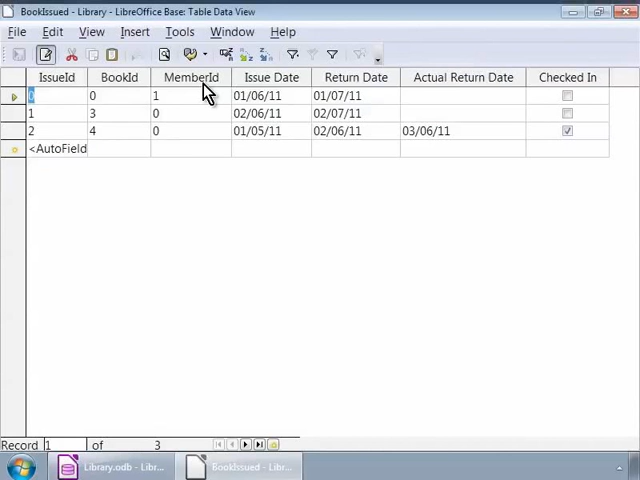 BookIssued - Library - LibreOffice Base: Table Data View
File Edit View Insert Tools Window Help
IssueId BookId MemberId Issue Date Return Date Actual Return Date Checked In
0 0 1 01/06/11 01/07/11
1 3 0 02/06/11 02/07/11
2 4 0 01/05/11 02/06/11 03/06/11
<AutoField
Record 1 of 3
Library.odb - Libr... BookIssued - Lib...